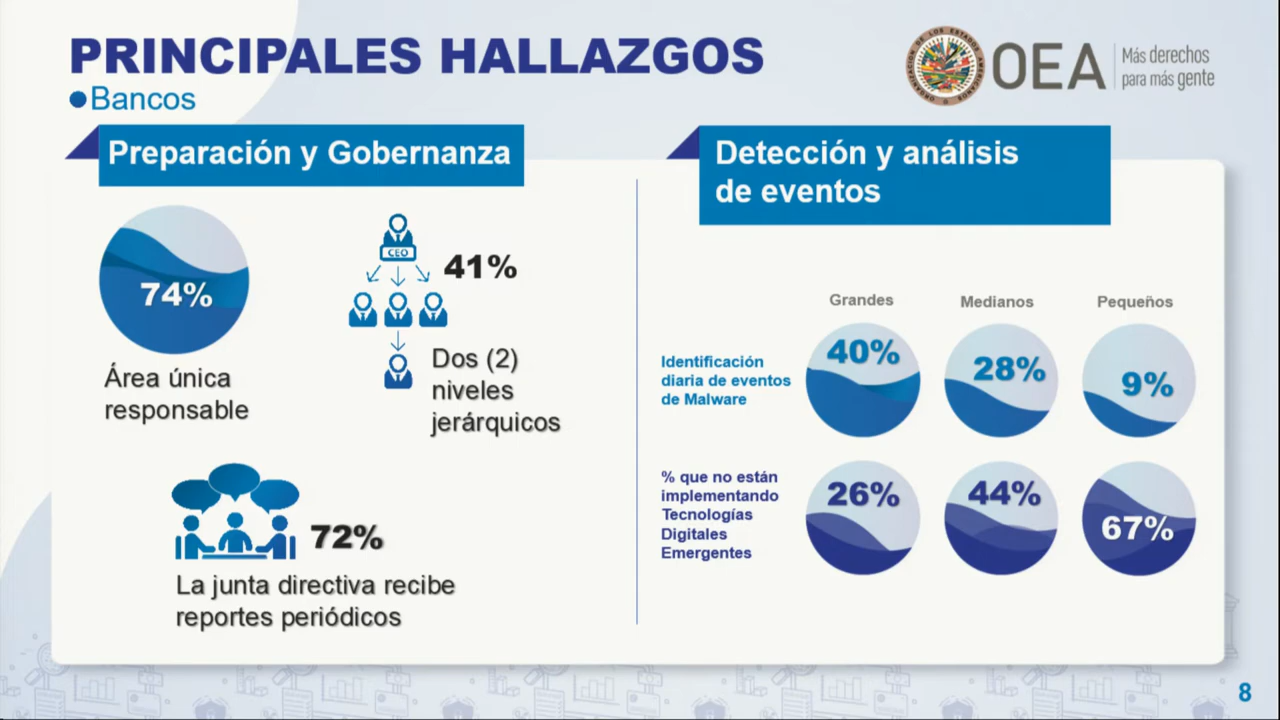 PRINCIPALES HALLAZGOS
Bancos
OEA
Más derechos
para más gente
Preparación y Gobernanza
74%
Área única
responsable
CEO
41%
Dos (2)
niveles
jerárquicos
72%
La junta directiva recibe
reportes periódicos
Detección y análisis
de eventos
Grandes Medianos Pequeños
Identificación
diaria de eventos
de Malware
40% 28% 9%
% que no están
implementando
Tecnologías
Digitales
Emergentes
26% 44% 67%
8